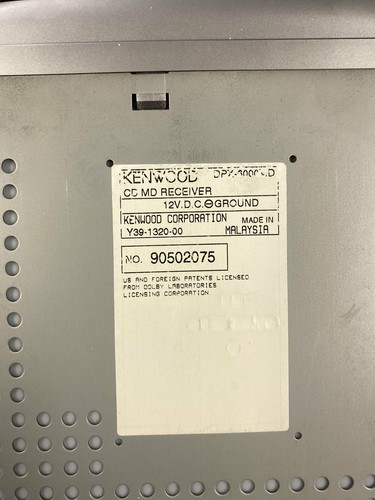 KENWOOD
CD MD RECEIVER
12V.D.C.⊖GROUND
KENWOOD CORPORATION MADE IN
Y39-1320-00 MALAYSIA
NO. 90502075
US AND FOREIGN PATENTS LICENSED
FROM DOLBY LABORATORIES
LICENSING CORPORATION